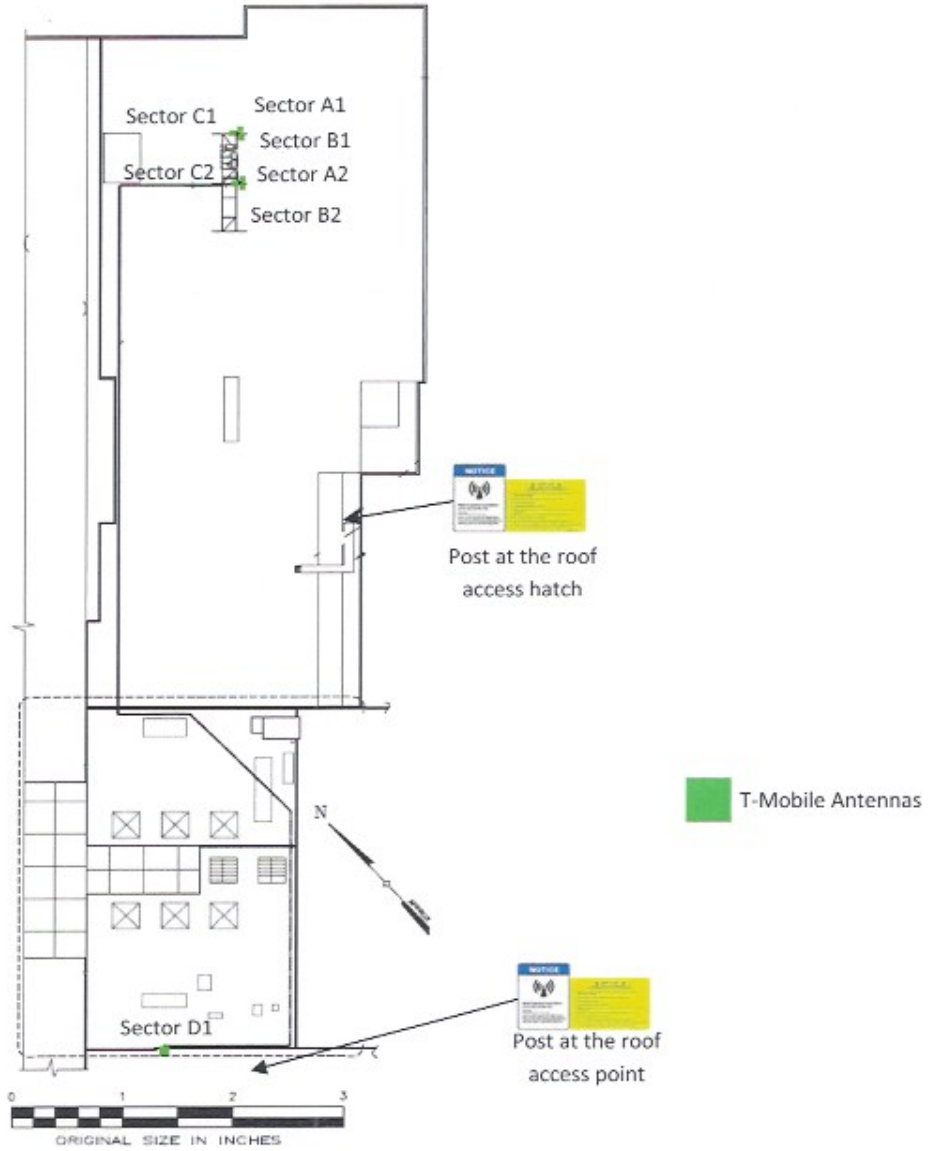 Sector A1
Sector C1
Sector B1
Sector C2
Sector A2
Sector B2
NOTICE
Post at the roof
access hatch
T-Mobile Antennas
N
NOTICE
Sector D1
Post at the roof
access point
0 1 2 3
ORIGINAL SIZE IN INCHES